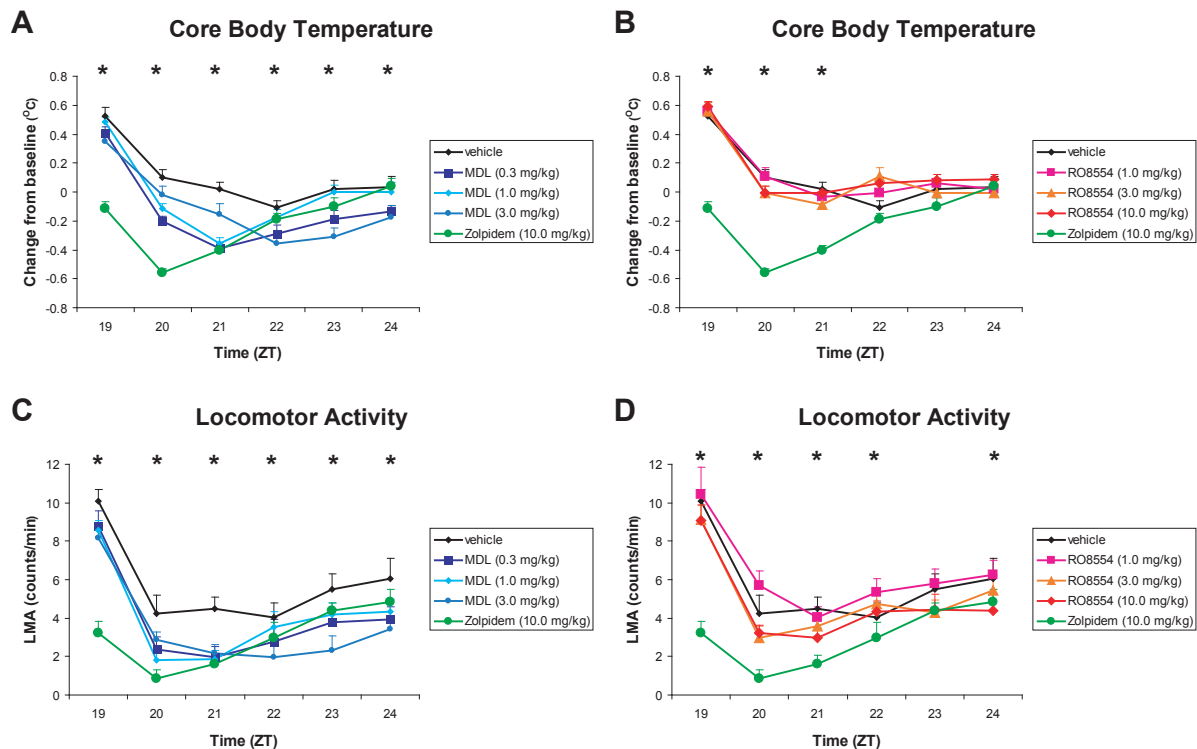 A
Core Body Temperature
* * * * * *
Change from baseline (°C)
0.8
0.6
0.4
0.2
0
-0.2
-0.4
-0.6
-0.8
19 20 21 22 23 24
Time (ZT)
vehicle
MDL (0.3 mg/kg)
MDL (1.0 mg/kg)
MDL (3.0 mg/kg)
Zolpidem (10.0 mg/kg)
B
Core Body Temperature
* * *
Change from baseline (°C)
0.8
0.6
0.4
0.2
0
-0.2
-0.4
-0.6
-0.8
19 20 21 22 23 24
Time (ZT)
vehicle
RO8554 (1.0 mg/kg)
RO8554 (3.0 mg/kg)
RO8554 (10.0 mg/kg)
Zolpidem (10.0 mg/kg)
C
Locomotor Activity
* * * * * *
LMA (counts/min)
12
10
8
6
4
2
0
19 20 21 22 23 24
Time (ZT)
vehicle
MDL (0.3 mg/kg)
MDL (1.0 mg/kg)
MDL (3.0 mg/kg)
Zolpidem (10.0 mg/kg)
D
Locomotor Activity
* * * * *
LMA (counts/min)
12
10
8
6
4
2
0
19 20 21 22 23 24
Time (ZT)
vehicle
RO8554 (1.0 mg/kg)
RO8554 (3.0 mg/kg)
RO8554 (10.0 mg/kg)
Zolpidem (10.0 mg/kg)